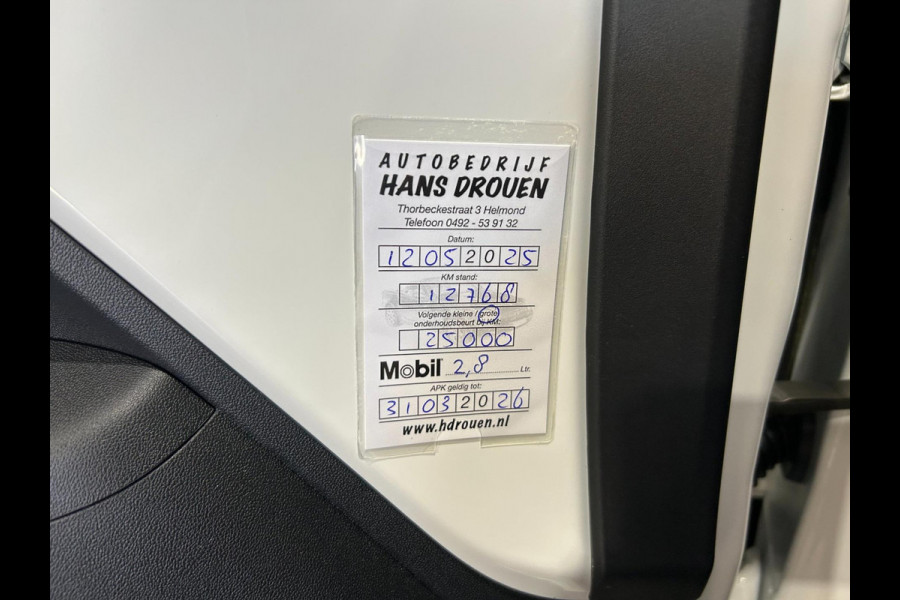 AUTOBEDRIJF
HANS DROUEN
Thorbeckestraat 3 Helmond
Telefoon 0492 - 53 91 32
Datum:
12052025
KM stand:
12768
Volgende kleine / grote
onderhoudsbeurt bij KM:
25000
Mobil 2,8 Ltr.
APK geldig tot:
31032026
www.hdrouen.nl